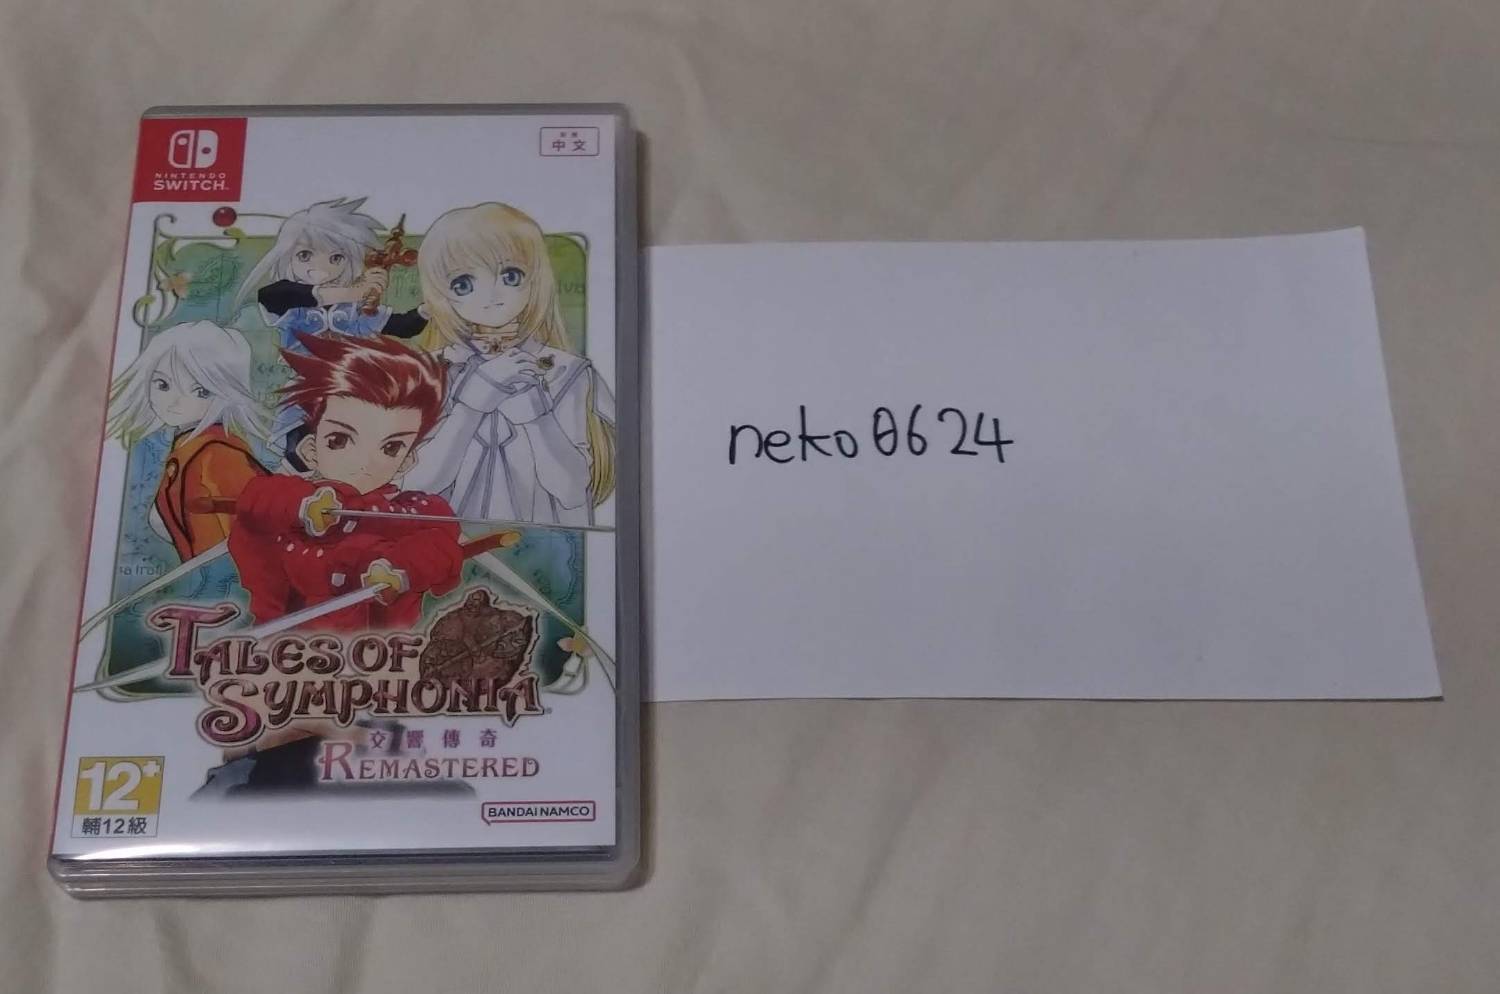 NINTENDO
SWITCH
中文
TALES OF
SYMPHONIA
交響傳奇
REMASTERED
12+
輔12級
BANDAI NAMCO
neko0624